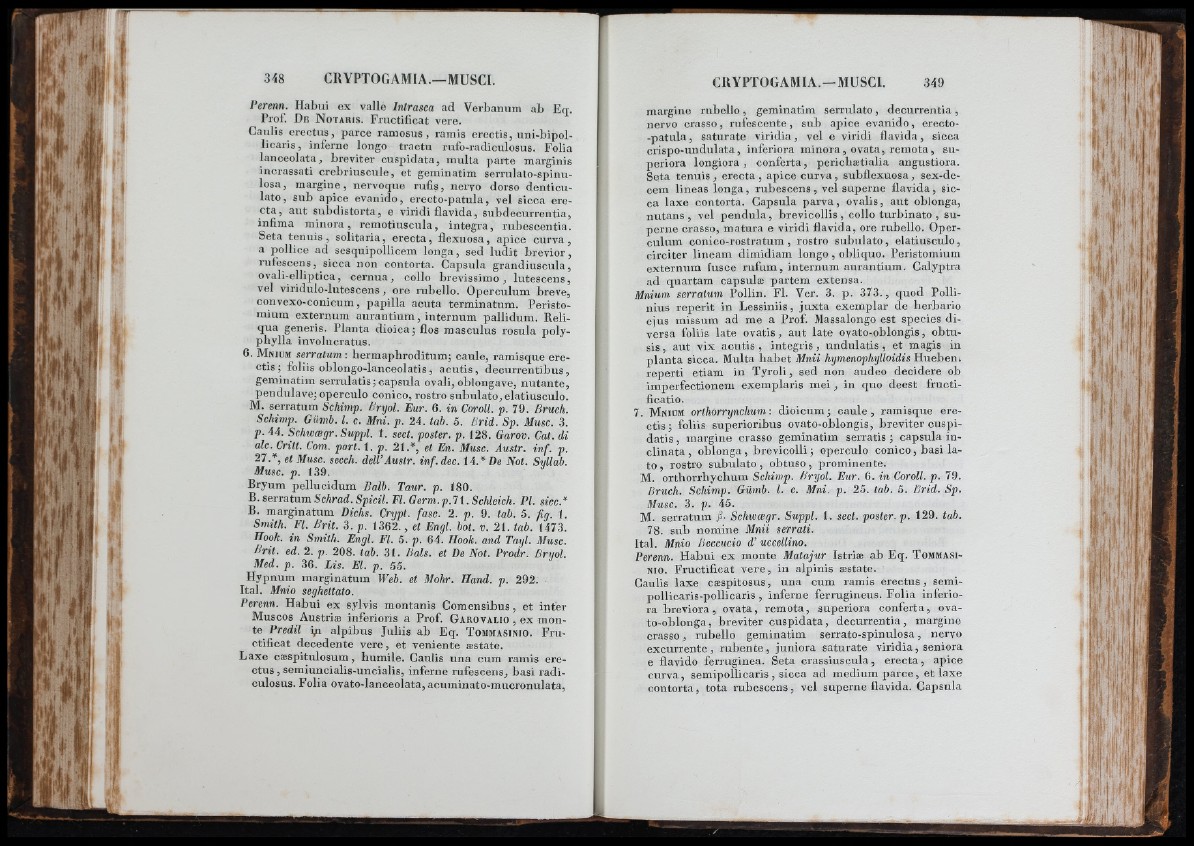 348 CRYPTOGAMIA.—MUSCI.
Perenn. Habui ex valle Intrasca ad Verbanum ab Eq.
Prof. DE NOTARIS. Fructificat vere.
Caulis erectus, parce ramosus, ramis erectis, uni-bipol-
licaris, inferne longo tractu rufo-radiculosus. Folia
lanceolata, breviter cuspidata, multa parte marginis
incrassati crebriuscule, et geminatim serrulato-spinu-
losa, margine, nervoque rufis, nervo dorso denticu-
lato, sub apice evanido, erecto-patula, vel sicca ere-
cta, aut subdistorta, e viridi flavida, subdecurrentia,
infima minora, remotiuscula, integra, rubescentia.
Seta tenuis, solitaria, erecta, flexuosa, apice curva,
a pollice ad sesquipollicem longa, sed ludit brevior,
rufescens, sicca non contorta. Capsula grandiuscula,
ovali-elliptica, cernua, collo brevissimo, lutescens,
vel viridulo-lutescens, ore rubello. Operculum breve,
convexo-conicum, papilla acuta terminatum. Peristo-
mium externum aurantium, internum pallidum. Reli-
qua generis. Planta dioica; flos masculus rosula poly-
phylla involucratus.
6. MNIUM serratum: hermaphroditum; caule, ramisque ere-
ctis; foliis oblongo-lanceolatis, acutis, decurrentibus,
geminatim serrulatis; capsula ovali, oblongave, nutante,
pendulave; operculo conico, rostro subulato, elatiusculo.
M. serratum Schimp. Bryol. Eur. 6. in Coroll. p. 79. Bruch.
Schimp. Gümb. l. c. Mni. p. 24. tab. 5. Brid. Sp. Musc. 3.
p. 44. Schwægr. Suppl. 1. sect. poster. p. 128. Garov. Cat. di
alc. Critt. Com. part. 1. p. 21.*, et En. Musc. Austr. inf. p.
27.*, et Musc. secch. dell'Austr. inf. dec. 14.* De Not. Syllab.
Musc. p. 139.
Bryum pellucidum Balb. Taur. p. 180.
B. serratum Schrad. Spicil. Fl. Germ. p. 71. Schleich. Pl. sicc.*
B. marginatum Dicks. Crypt. fasc. 2. p. 9. tab. 5. fig. 1.
Smith. Fl. Brit. 3. p. 1362., et Engl. bot. v. 21. tab. 1473.
Hook. in Smith. Engl. Fl. 5. p. 64. Hook. and Tayl. Musc.
Brit. ed. 2. p. 208. tab. 31. Bals. et De Not. Prodr. Bryol.
Med. p. 36. Lis. El. p. 55.
Hypnum marginatum Web. et Mohr. Hand. p. 292.
Ital. Mnio seghettato.
Perenn. Habui ex sylvis montanis Comensibus, et inter
Muscos Austriæ inferioris a Prof. GAROVALIO, ex mon-
te Predil in alpibus Juliis ab Eq. TOMMASINIO. Fru-
ctificat decedente vere, et veniente æstate.
Laxe cæspitulosum, humile. Caulis una cum ramis ere-
ctus, semiuncialis-uncialis, inferne rufescens, basi radi-
culosus. Folia ovato-lanceolata, acuminato-mucronulata,
CRYPTOGAMIA.—MUSCI. 349
margine rubello, geminatim serrulato, decurrentia,
nervo crasso, rufescente, sub apice evanido, erecto-
-patula, saturate viridia, vel e viridi flavida, sicca
crispo-undulata, inferiora minora, ovata, remota, su-
periora longiora, conferta, perichætialia angustiora.
Seta tenuis, erecta, apice curva, subflexuosa, sex-de-
cem lineas longa, rubescens, vel superne flavida, sic-
ca laxe contorta. Capsula parva, ovalis, aut oblonga,
nutans, vel pendula, brevicollis, collo turbinato, su-
perne crasso, matura e viridi flavida, ore rubello. Oper-
culum conico-rostratum, rostro subulato, elatiusculo,
circiter lineam dimidiam longo, obliquo. Peristomium
externum fusce rufum, internum aurantium. Calyptra
ad quartam capsulæ partem extensa.
Mnium serratum Pollin. Fl. Ver. 3. p. 373., quod Polli-
nius reperit in Lessiniis, juxta exemplar de herbario
ejus missum ad me a Prof. Massalongo est species di-
versa foliis late ovatis, aut late ovato-oblongis, obtu-
sis, aut vix acutis, integris, undulatis, et magis in
planta sicca. Multa habet Mnii hymenophylloidis Hueben.
reperti etiam in Tyroli, sed non audeo decidere ob
imperfectionem exemplaris mei, in quo deest fructi-
ficatio.
7. MNIUM orthorrynchum: dioicum; caule, ramisque ere-
ctis; foliis superioribus ovato-oblongis, breviter cuspi-
datis, margine crasso geminatim serratis; capsula in-
clinata, oblonga, brevicolli; operculo conico, basi la-
to, rostro subulato, obtuso, prominente.
M. orthorrhychum Schimp. Bryol. Eur. 6. in Coroll. p. 79.
Bruch. Schimp. Gümb. l. c. Mni. p. 25. tab. 5. Brid. Sp.
Musc. 3. p. 45.
M. serratum β. Schwægr. Suppl. 1. sect. poster. p. 129. tab.
78. sub nomine Mnii serrati.
Ital. Mnio Beccuccio d' uccellino.
Perenn. Habui ex monte Matajur Istriæ ab Eq. TOMMASI-
NIO. Fructificat vere, in alpinis æstate.
Caulis laxe cæspitosus, una cum ramis erectus, semi-
pollicaris-pollicaris, inferne ferrugineus. Folia inferio-
ra breviora, ovata, remota, superiora conferta, ova-
to-oblonga, breviter cuspidata, decurrentia, margine
crasso, rubello geminatim serrato-spinulosa, nervo
excurrente, rubente, juniora saturate viridia, seniora
e flavido ferruginea. Seta crassiuscula, erecta, apice
curva, semipollicaris, sicca ad medium parce, et laxe
contorta, tota rubescens, vel superne flavida. Capsula